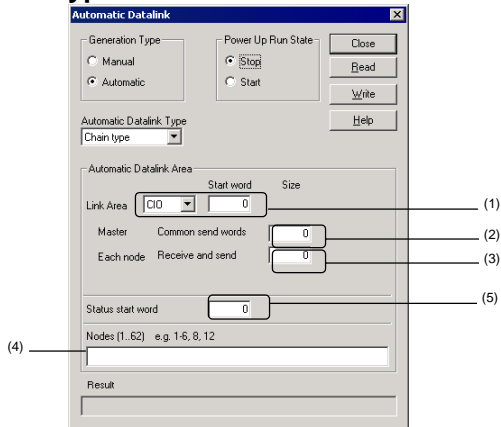 Automatic Datalink
Generation Type
Manual
Automatic
Power Up Run State
Stop
Start
Close
Read
Write
Help
Automatic Datalink Type
Chain type
Automatic Datalink Area
Start word Size
Link Area CIO 0 (1)
Master Common send words 0 (2)
Each node Receive and send 0 (3)
Status start word 0 (5)
Nodes (1..62) e.g. 1-6, 8, 12
(4)
Result